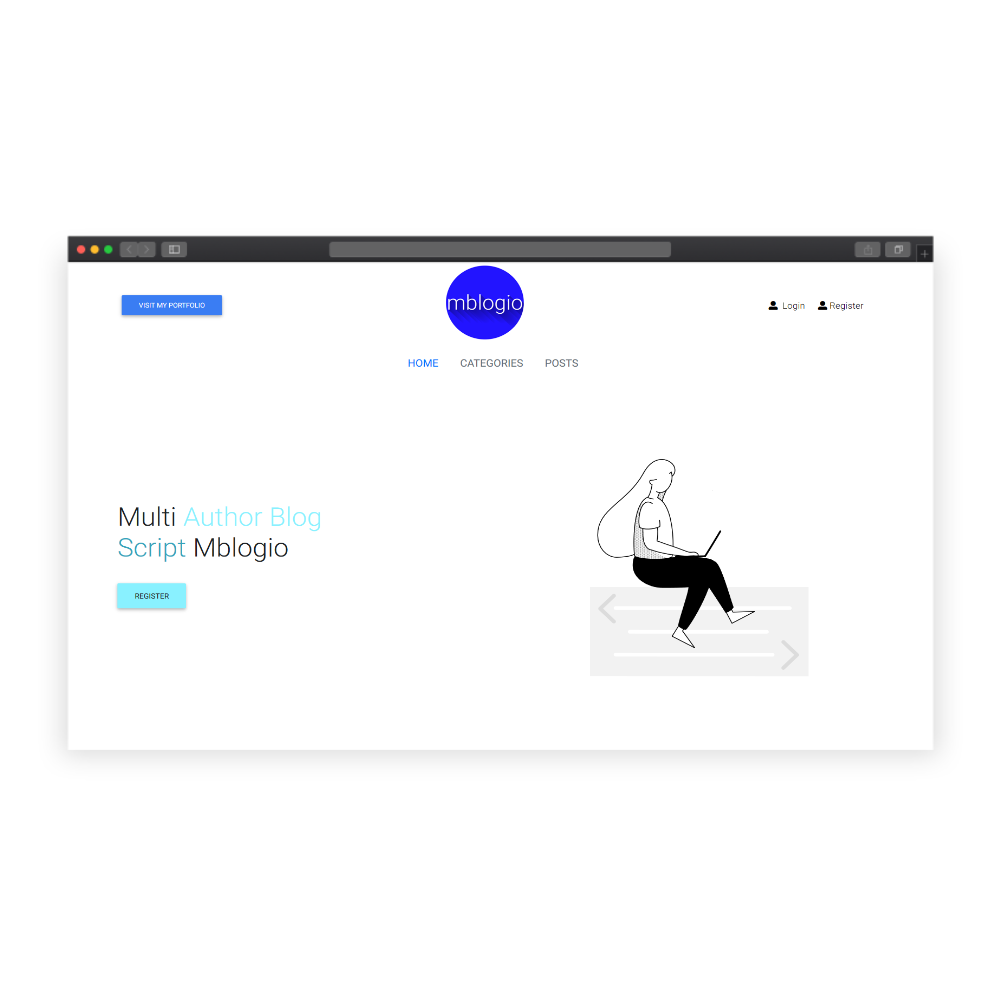 VISIT MY PORTFOLIO
mblogio
Login Register
HOME CATEGORIES POSTS
Multi Author Blog
Script Mblogio
REGISTER